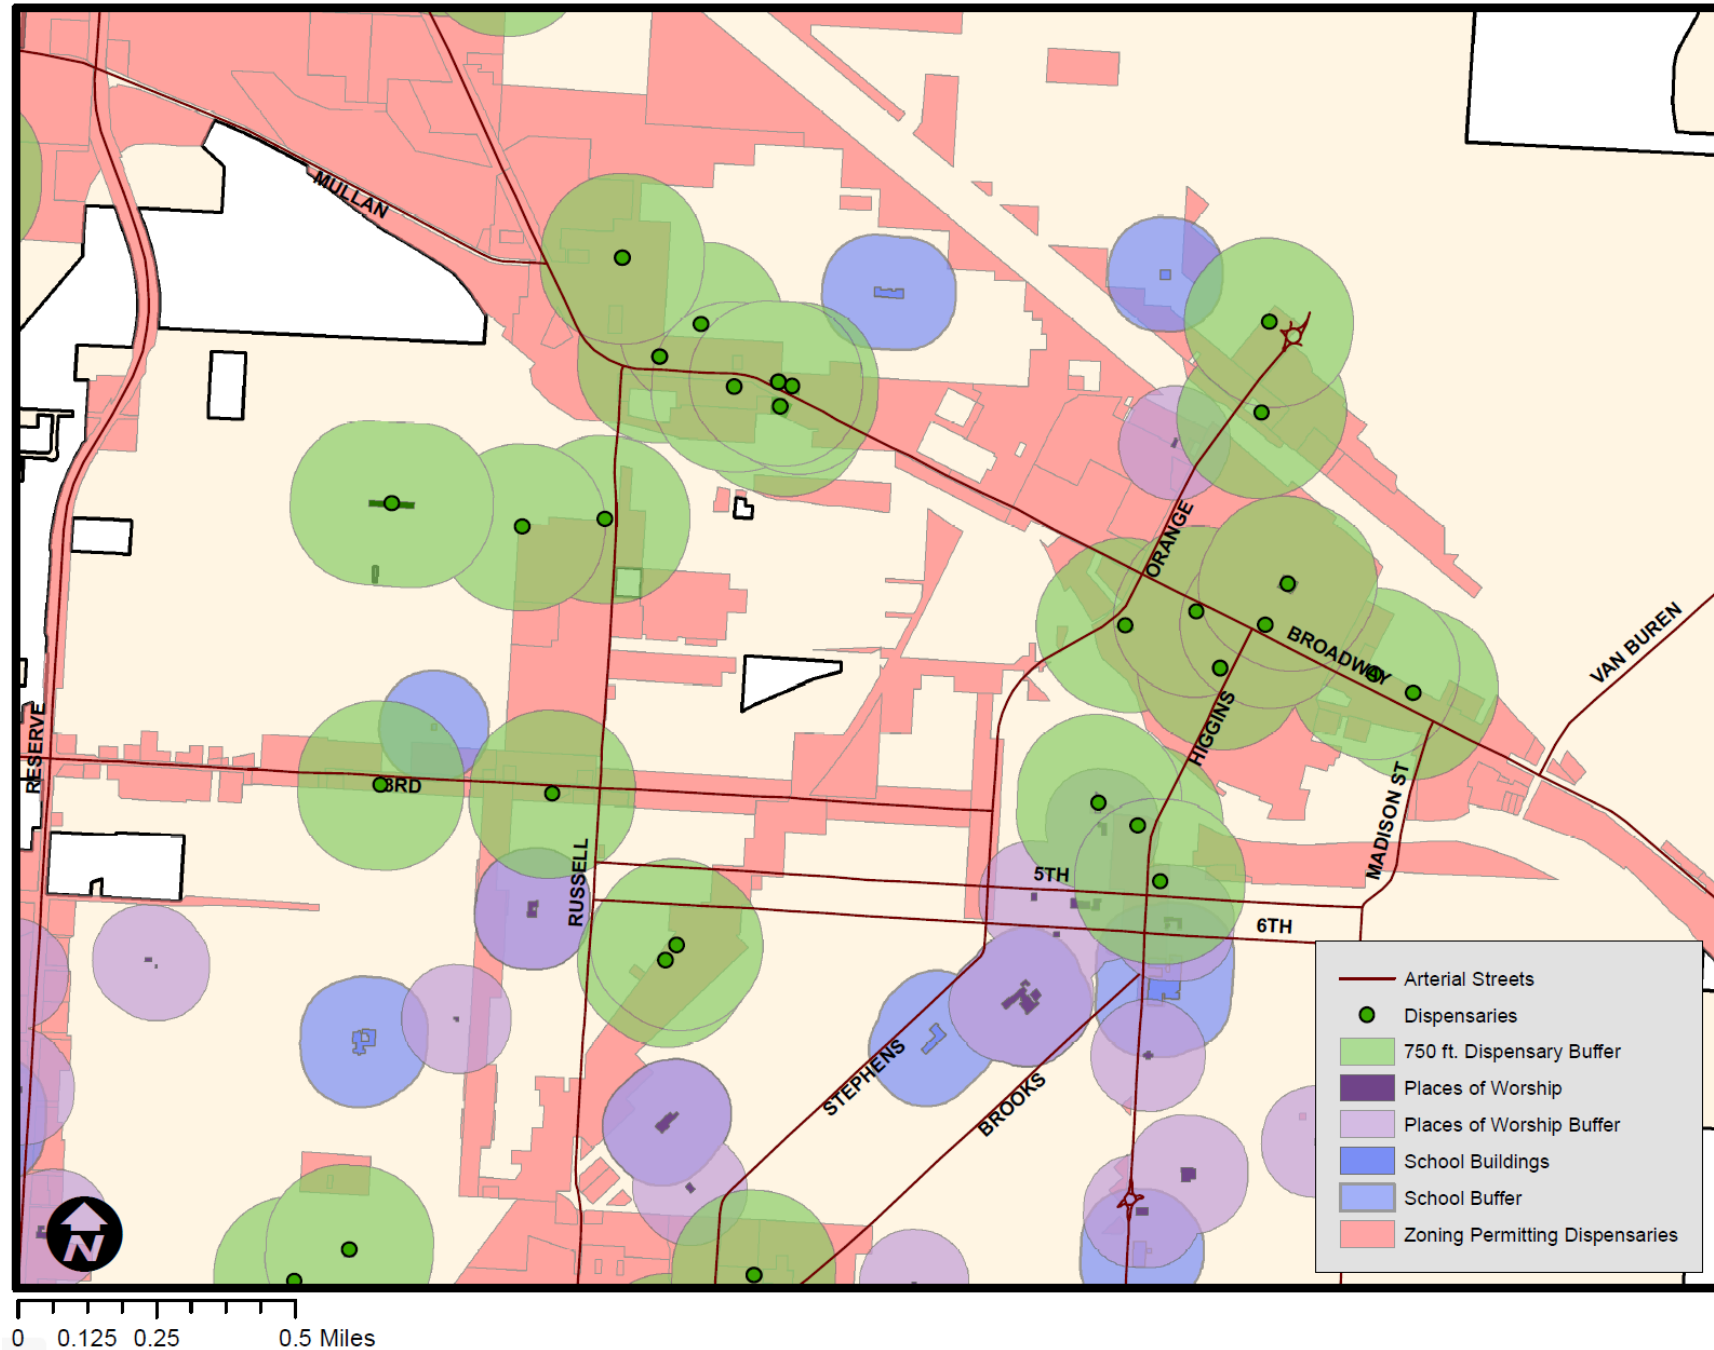 MULLAN
ORANGE
BROADWAY
VAN BUREN
RESERVE
HIGGINS
3RD
MADISON ST
RUSSELL
5TH
6TH
STEPHENS
BROOKS
Arterial Streets
Dispensaries
750 ft. Dispensary Buffer
Places of Worship
Places of Worship Buffer
School Buildings
School Buffer
Zoning Permitting Dispensaries
N
0 0.125 0.25 0.5 Miles